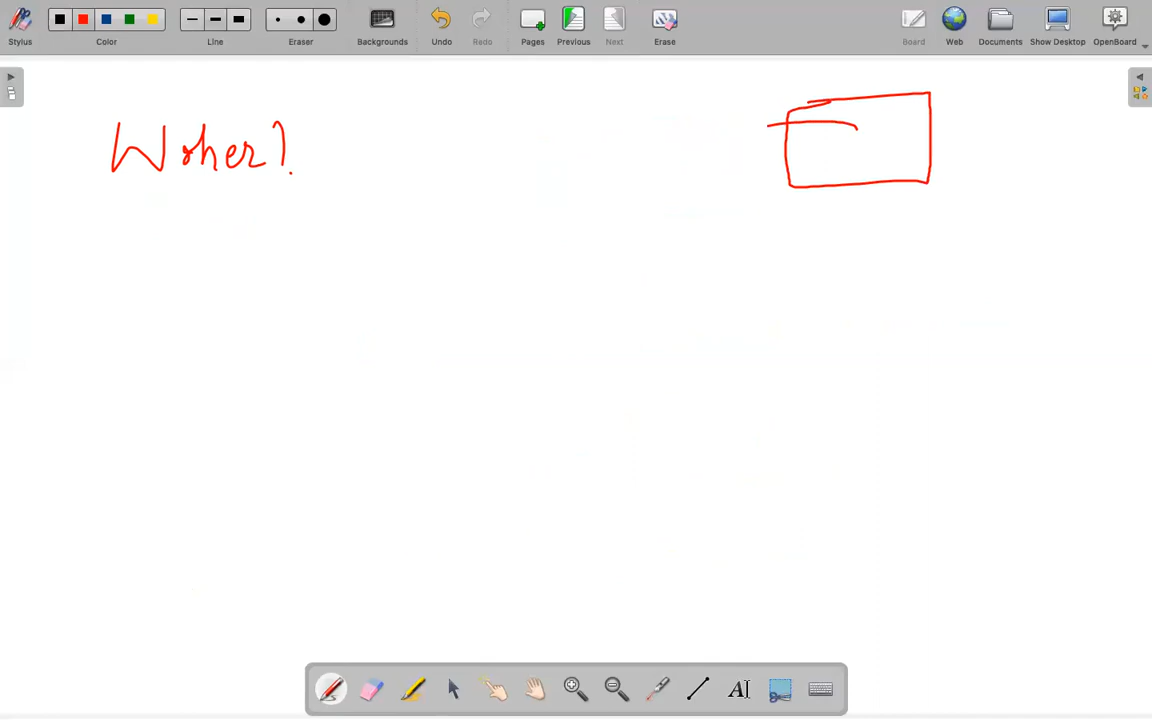 Stylus
Color
Line
Eraser
Backgrounds
Undo
Redo
Pages
Previous
Next
Erase
Board
Web
Documents
Show Desktop
OpenBoard
Woher?